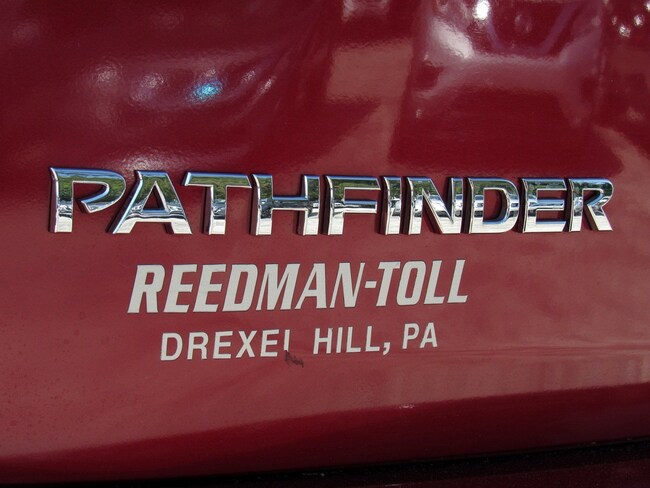 PATHFINDER
REEDMAN-TOLL
DREXEL HILL, PA